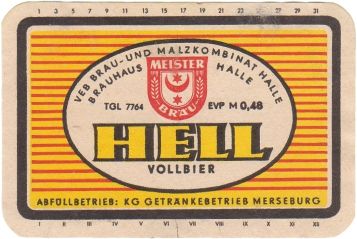 1 3 5 7 9 11 13 15 17 19 21 23 25 27 29 31
VEB BRAU-UND MALZKOMBINAT HALLE
BRAUHAUS HALLE
MEISTER
BRÄU
TGL 7764 EVP M 0,48
HELL
VOLLBIER
ABFÜLLBETRIEB: KG GETRÄNKEBETRIEB MERSEBURG
I II III IV V VI VII VIII IX X XI XII